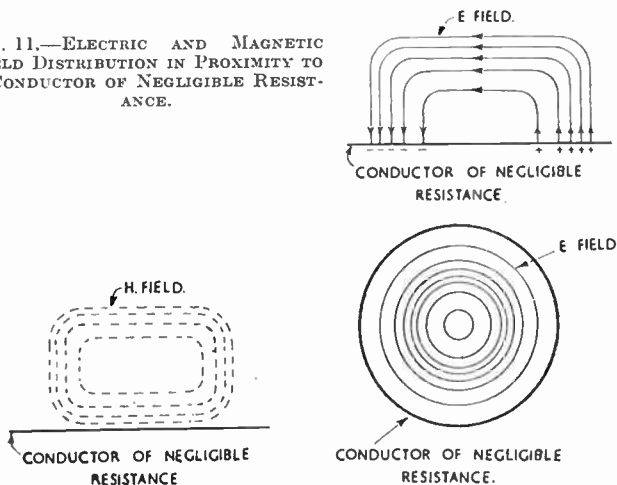 . 11.—ELECTRIC AND MAGNETIC
ELD DISTRIBUTION IN PROXIMITY TO
CONDUCTOR OF NEGLIGIBLE RESIST-
ANCE.
E FIELD.
- - - - -
+ + + + +
CONDUCTOR OF NEGLIGIBLE
RESISTANCE
E FIELD
H. FIELD.
CONDUCTOR OF NEGLIGIBLE
RESISTANCE
CONDUCTOR OF NEGLIGIBLE
RESISTANCE.